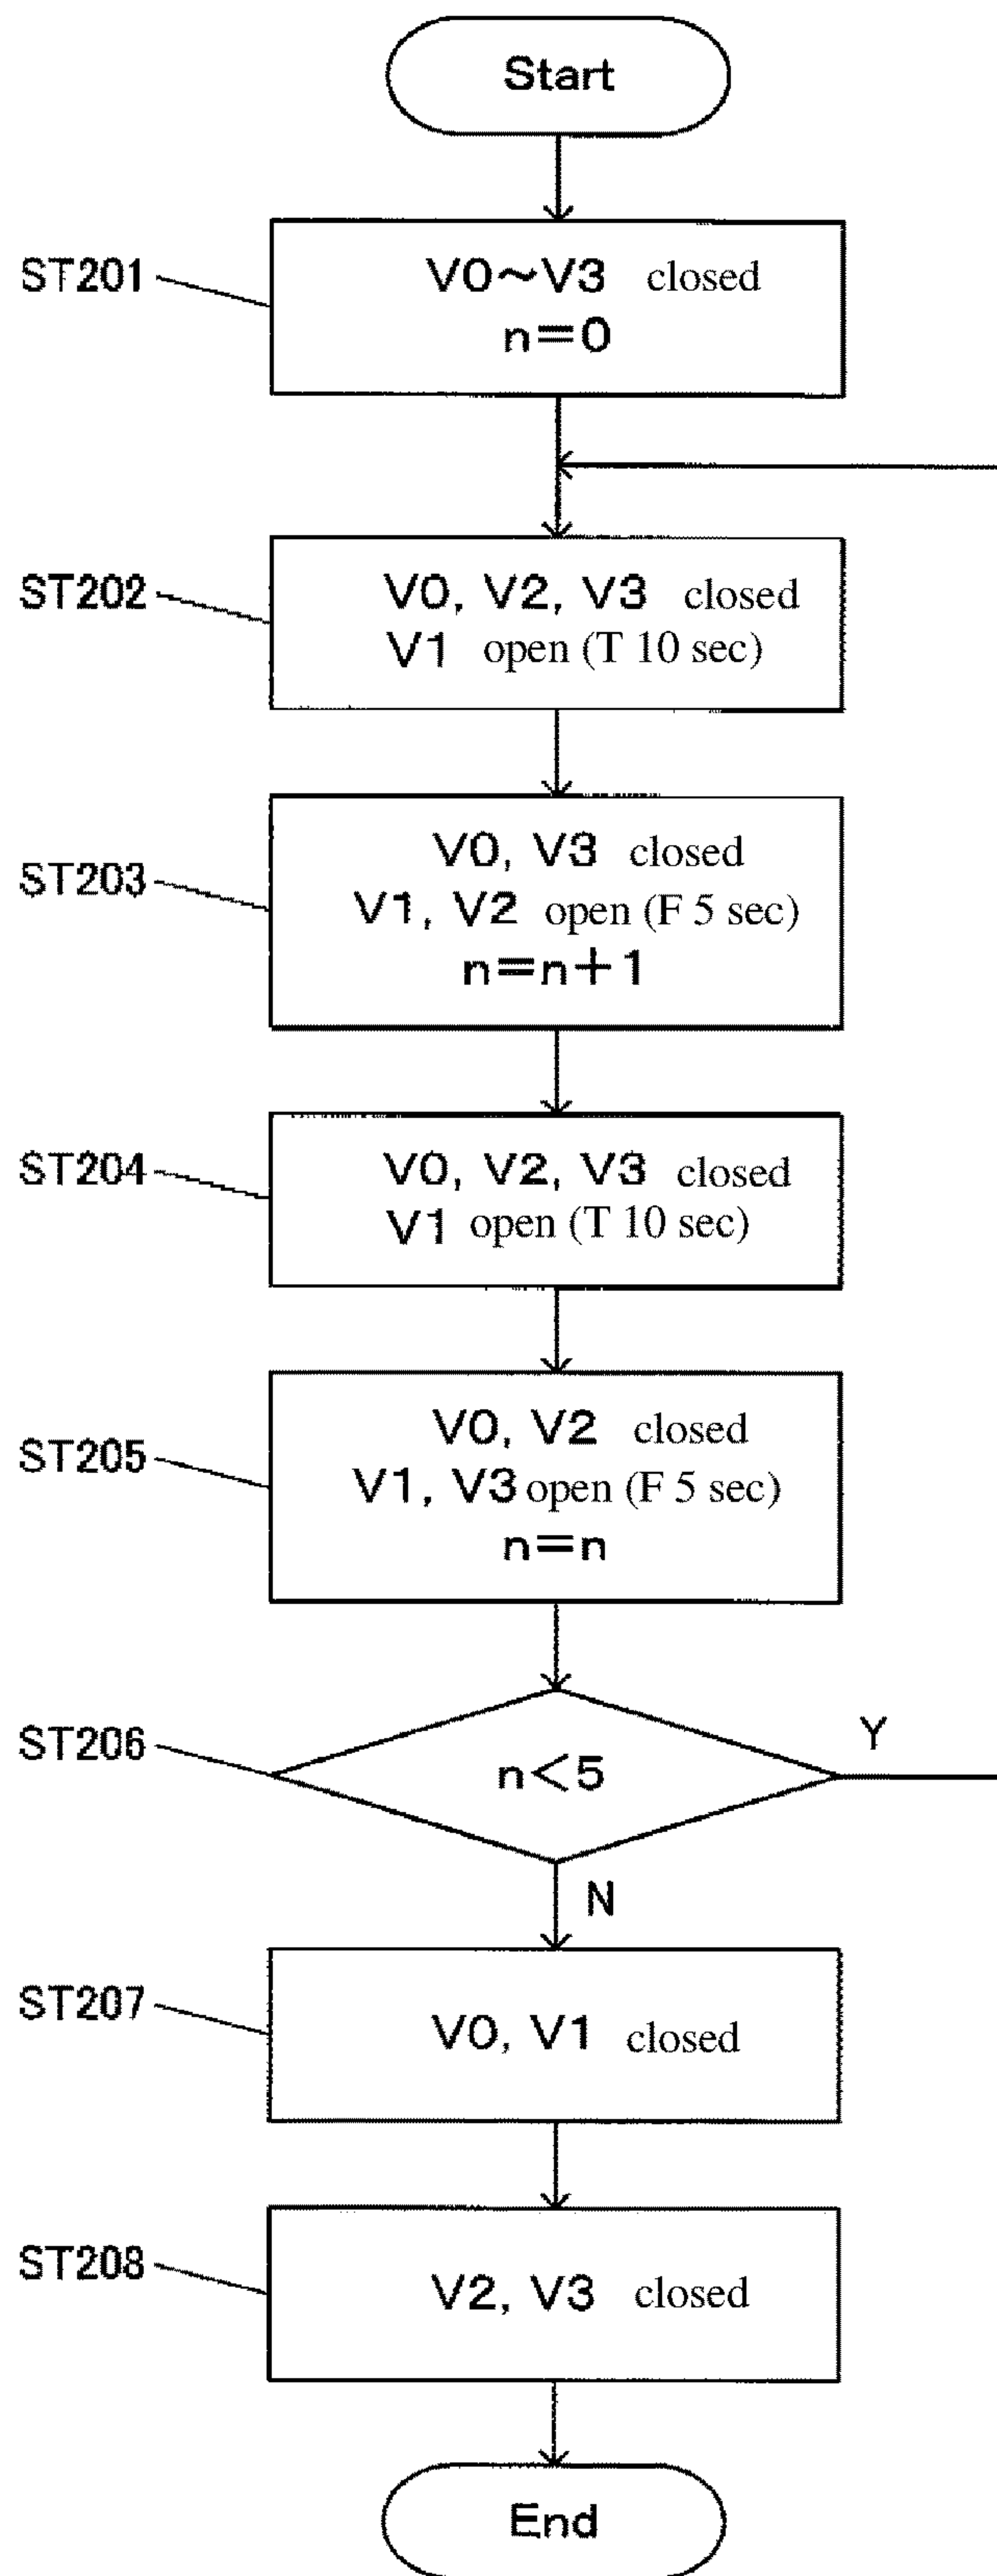 Start
ST201
V0~V3 closed
n=0
ST202
V0, V2, V3 closed
V1 open (T 10 sec)
ST203
V0, V3 closed
V1, V2 open (F 5 sec)
n=n+1
ST204
V0, V2, V3 closed
V1 open (T 10 sec)
ST205
V0, V2 closed
V1, V3 open (F 5 sec)
n=n
ST206
n<5
Y
N
ST207
V0, V1 closed
ST208
V2, V3 closed
End